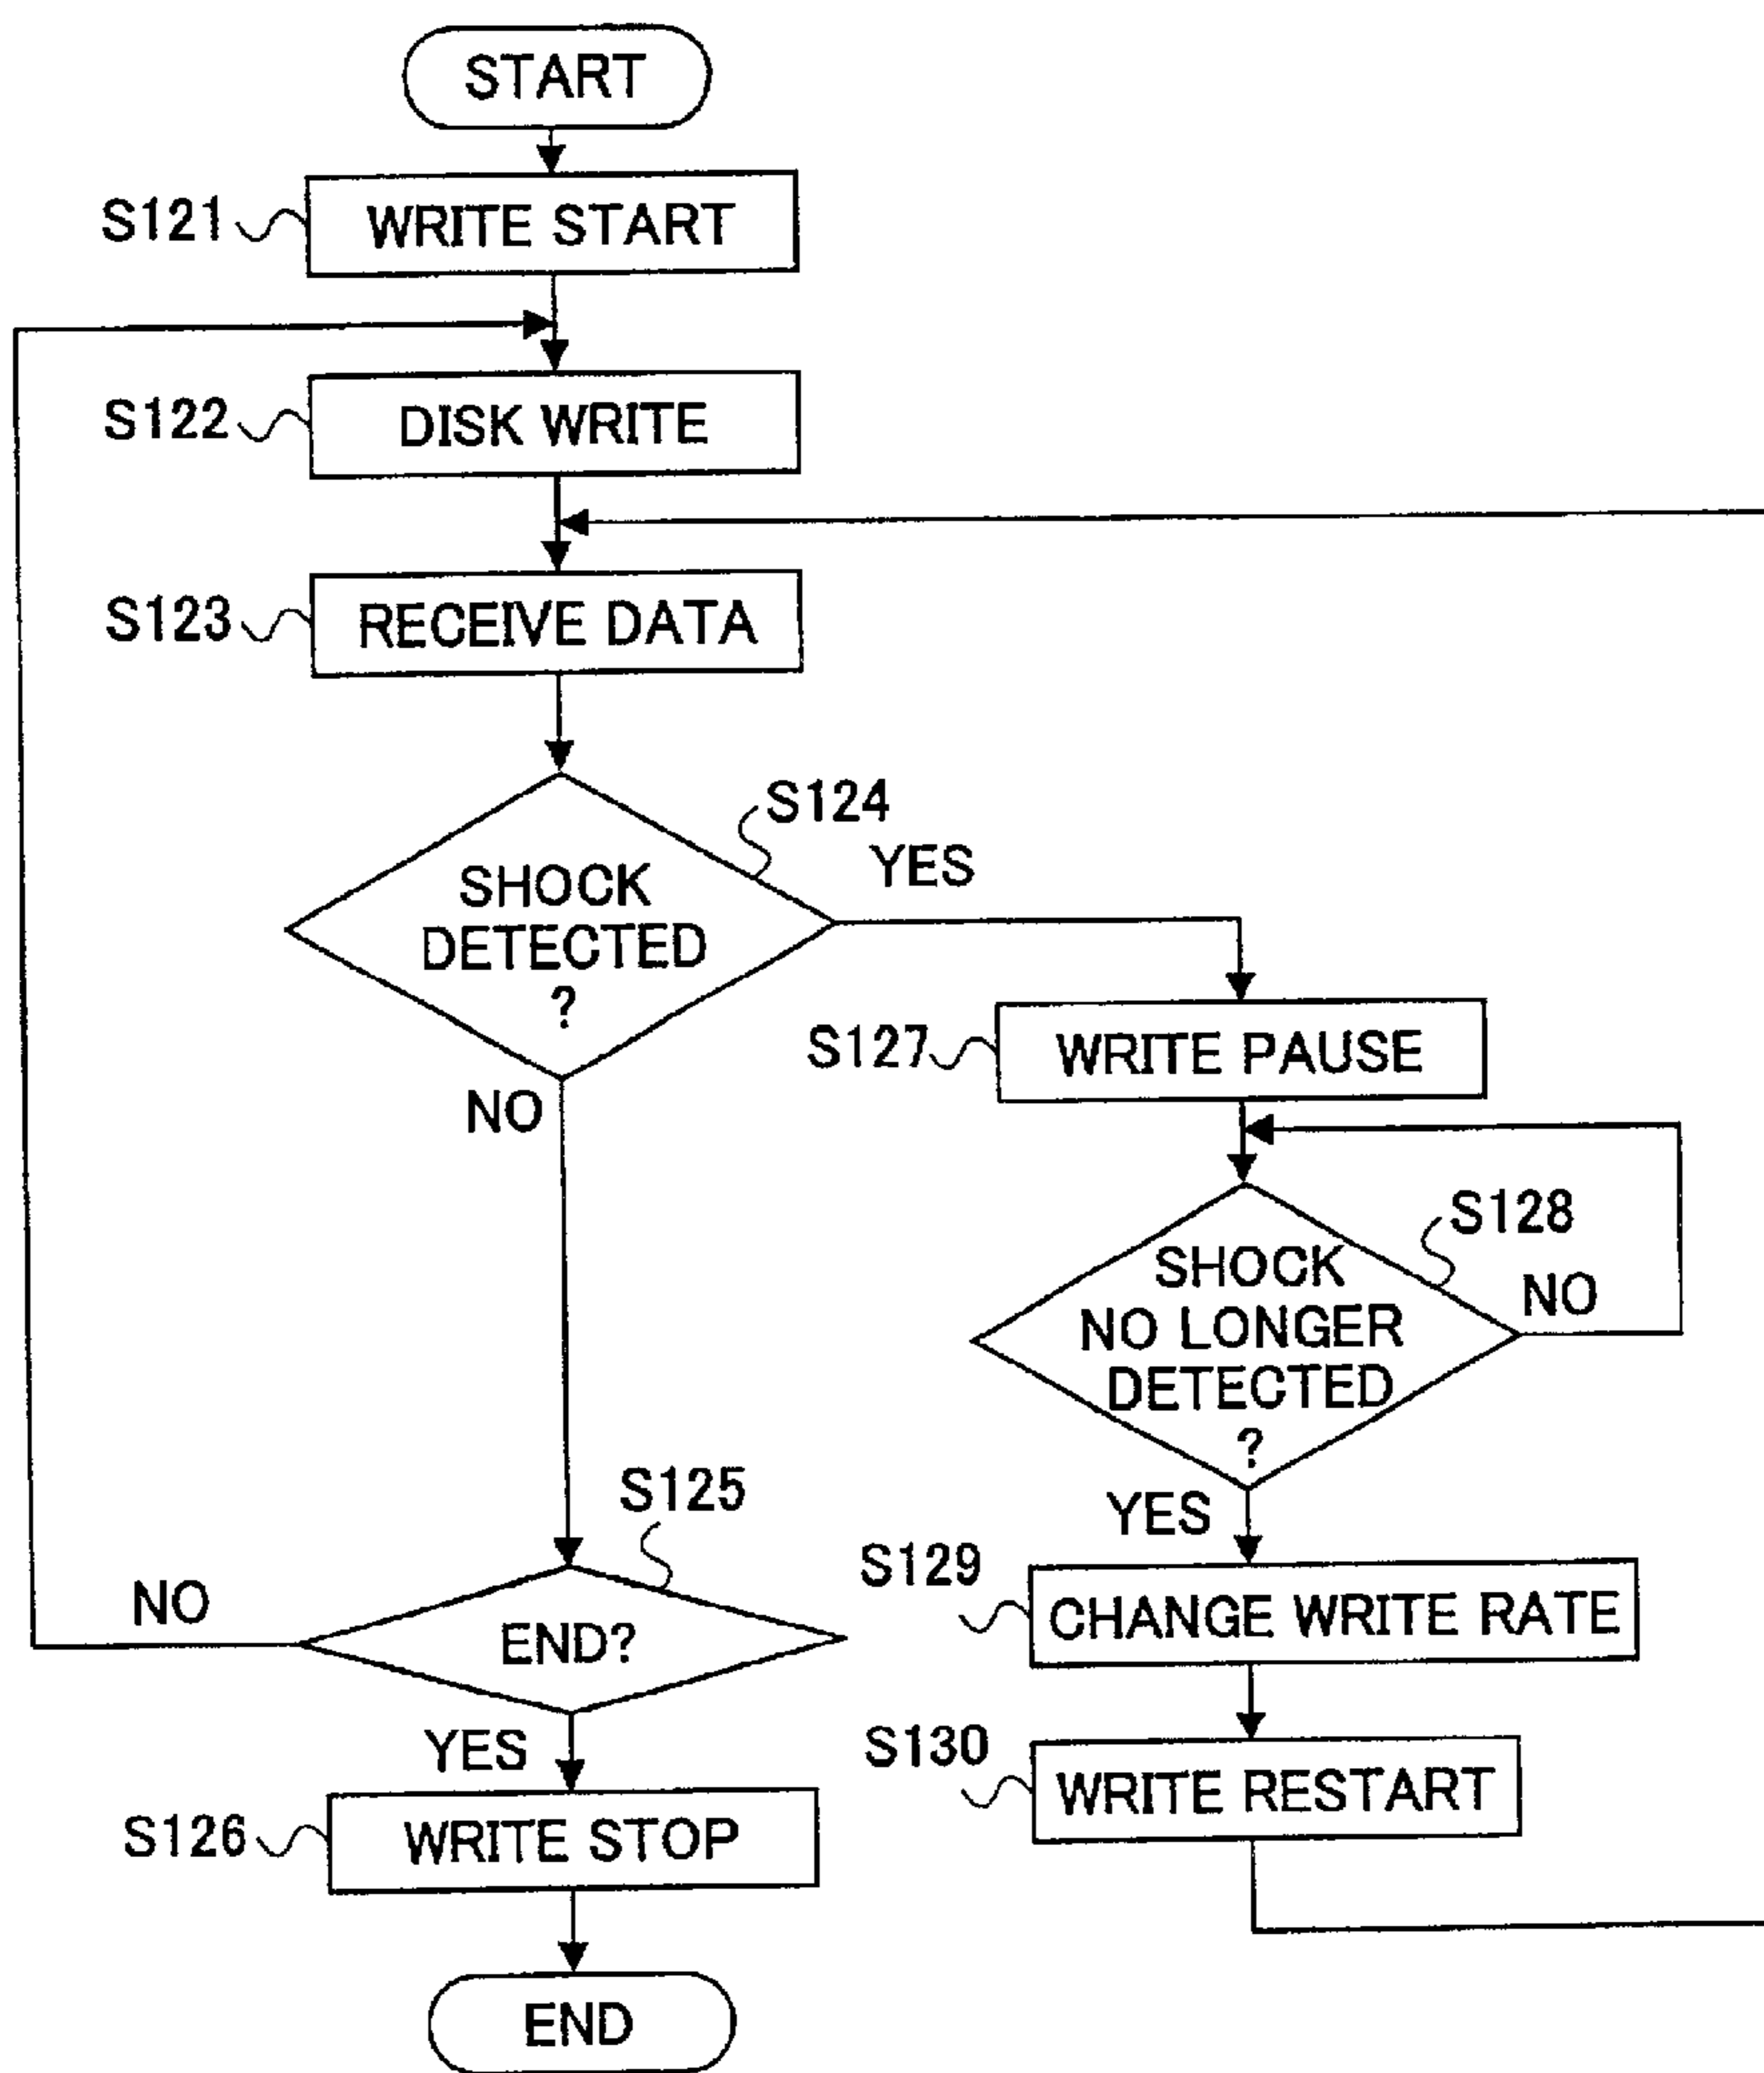 START
S121
WRITE START
S122
DISK WRITE
S123
RECEIVE DATA
S124
YES
SHOCK
DETECTED
?
NO
S127
WRITE PAUSE
S128
SHOCK
NO LONGER
DETECTED
?
NO
YES
S125
END?
NO
YES
S129
CHANGE WRITE RATE
S130
WRITE RESTART
S126
WRITE STOP
END